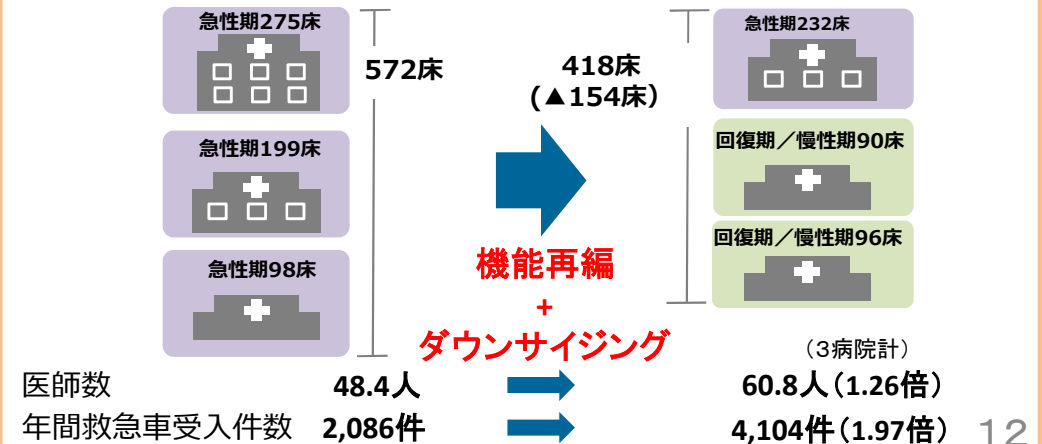 急性期275床
572床
急性期199床
急性期98床
418床
(▲154床)
急性期232床
回復期／慢性期90床
回復期／慢性期96床
機能再編
+
ダウンサイジング
（3病院計）
医師数 48.4人 60.8人(1.26倍)
年間救急車受入件数 2,086件 4,104件(1.97倍)
12